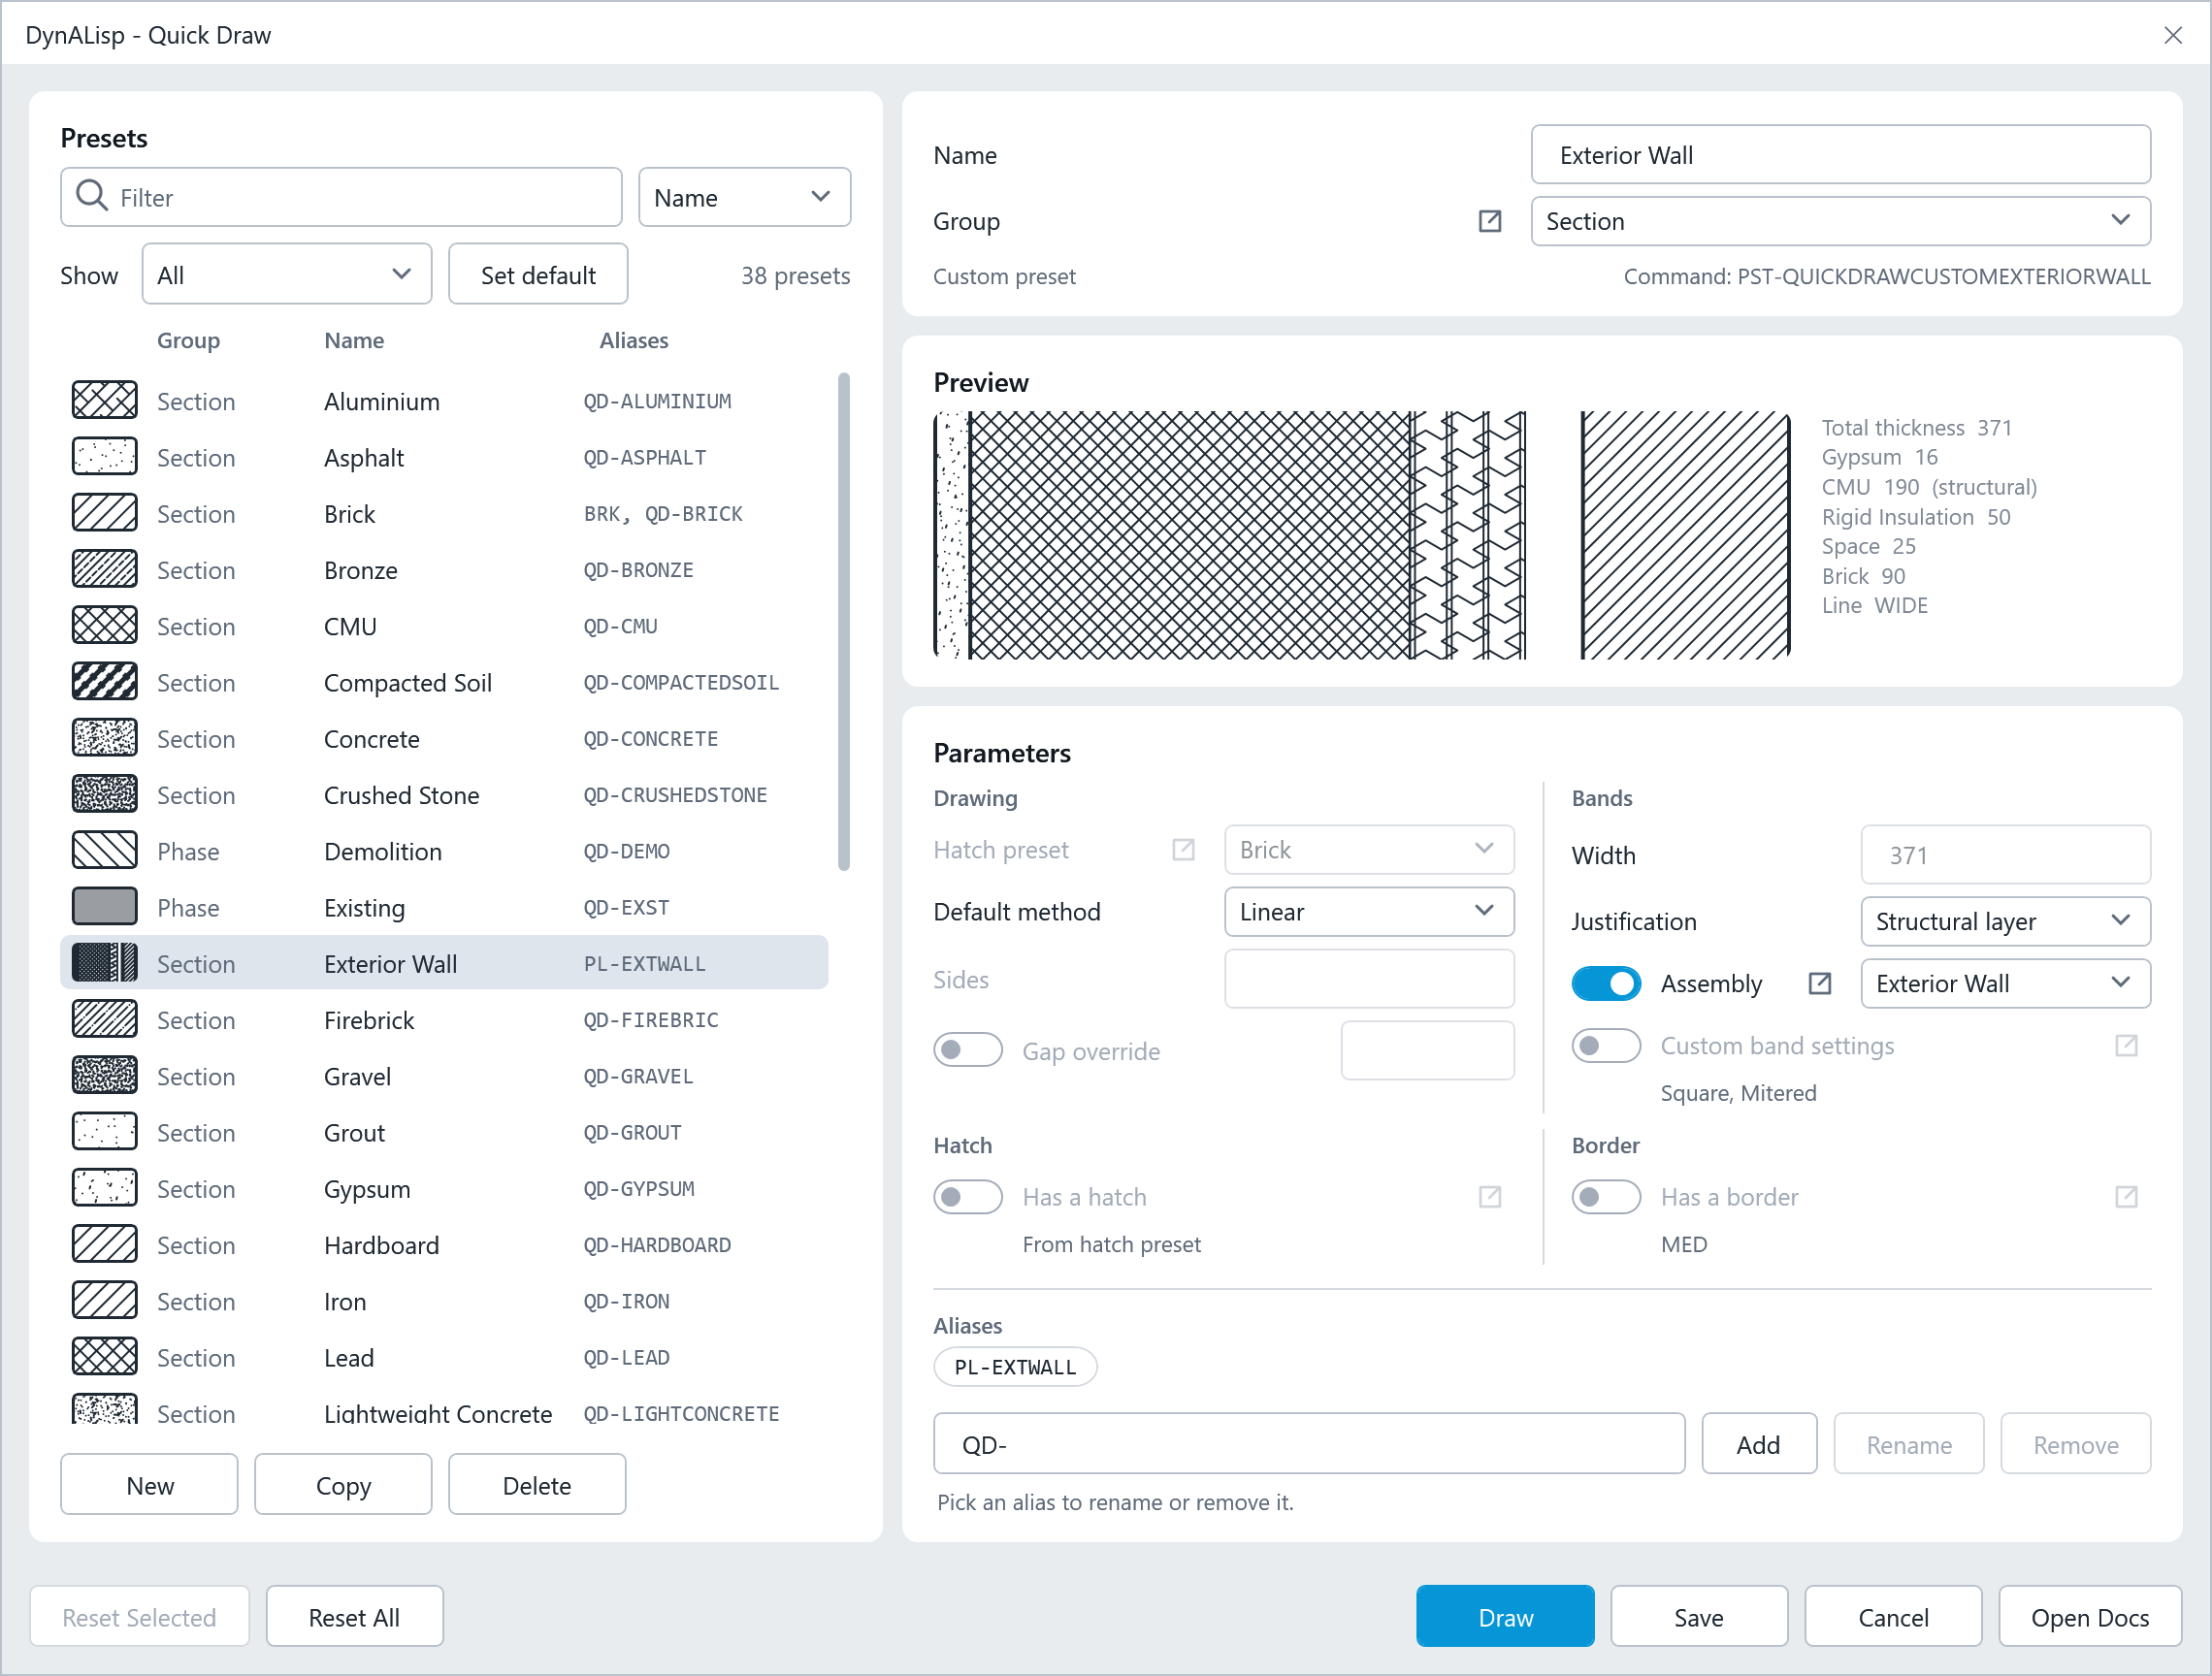 DynALisp - Quick Draw
Presets
Filter
Name
Show
All
Set default
38 presets
Group Name Aliases
Section Aluminium QD-ALUMINIUM
Section Asphalt QD-ASPHALT
Section Brick BRK, QD-BRICK
Section Bronze QD-BRONZE
Section CMU QD-CMU
Section Compacted Soil QD-COMPACTEDSOIL
Section Concrete QD-CONCRETE
Section Crushed Stone QD-CRUSHEDSTONE
Phase Demolition QD-DEMO
Phase Existing QD-EXST
Section Exterior Wall PL-EXTWALL
Section Firebrick QD-FIREBRIC
Section Gravel QD-GRAVEL
Section Grout QD-GROUT
Section Gypsum QD-GYPSUM
Section Hardboard QD-HARDBOARD
Section Iron QD-IRON
Section Lead QD-LEAD
Section Lightweight Concrete QD-LIGHTCONCRETE
New
Copy
Delete
Name
Exterior Wall
Group
Section
Custom preset
Command: PST-QUICKDRAWCUSTOMEXTERIORWALL
Preview
Total thickness 371
Gypsum 16
CMU 190 (structural)
Rigid Insulation 50
Space 25
Brick 90
Line WIDE
Parameters
Drawing
Hatch preset
Brick
Default method
Linear
Sides
Gap override
Bands
Width
371
Justification
Structural layer
Assembly
Exterior Wall
Custom band settings
Square, Mitered
Hatch
Has a hatch
From hatch preset
Border
Has a border
MED
Aliases
PL-EXTWALL
QD-
Add
Rename
Remove
Pick an alias to rename or remove it.
Reset Selected
Reset All
Draw
Save
Cancel
Open Docs